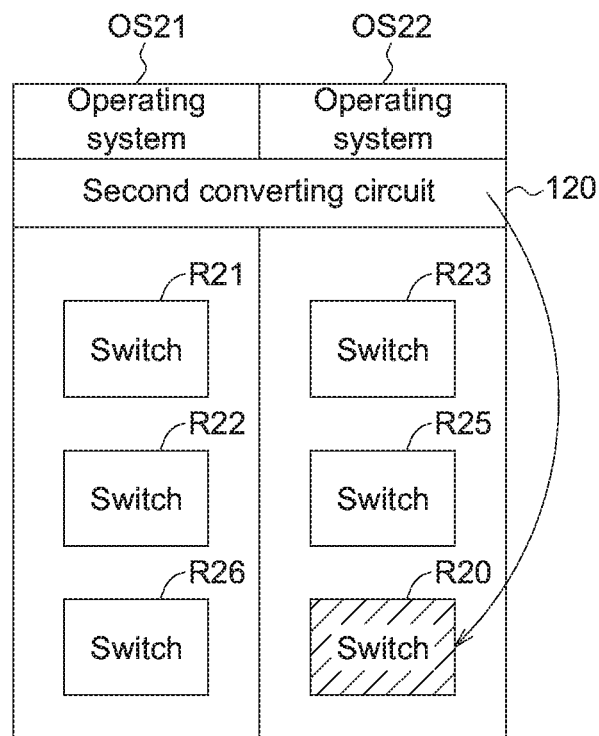 OS21 OS22
Operating system Operating system
Second converting circuit 120
R21 R23
Switch Switch
R22 R25
Switch Switch
R26 R20
Switch Switch